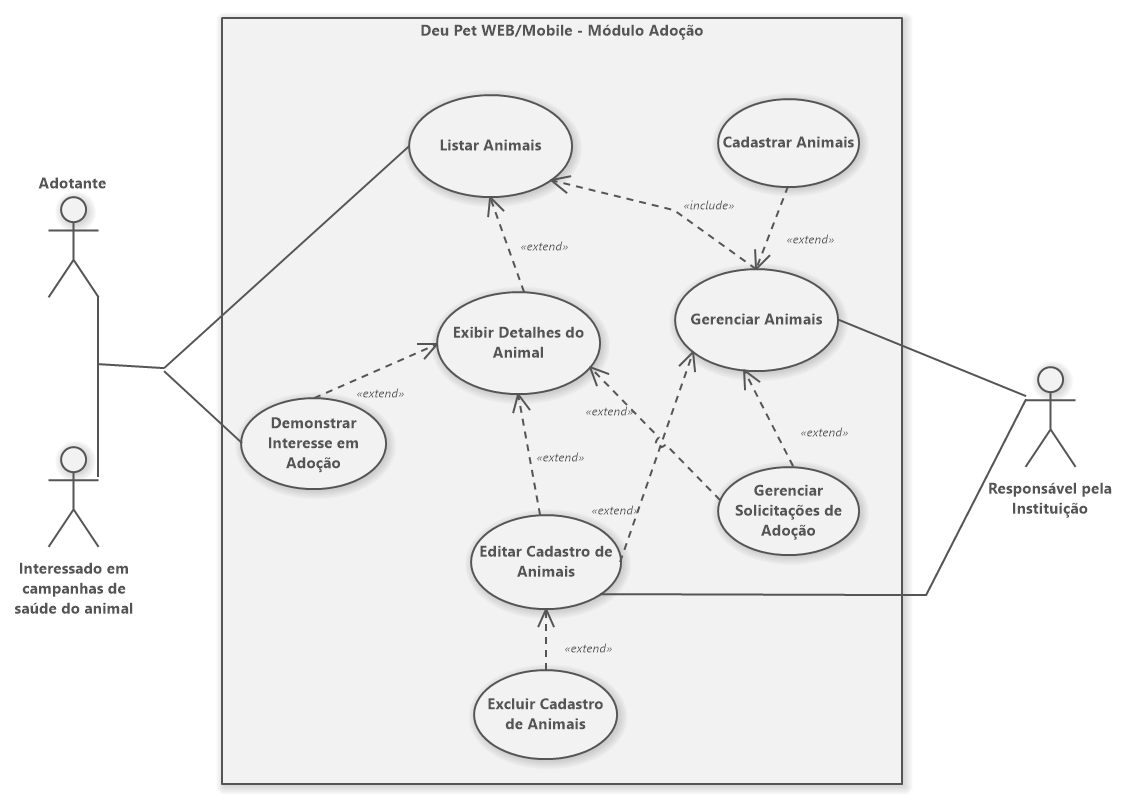 Deu Pet WEB/Mobile - Módulo Adoção
Listar Animais
Cadastrar Animais
Adotante
«include»
«extend»
«extend»
Gerenciar Animais
Exibir Detalhes do
Animal
«extend»
«extend»
Demonstrar
Interesse em
Adoção
«extend»
«extend»
Gerenciar
Solicitações de
Adoção
Responsável pela
Instituição
«extend»
Editar Cadastro de
Animais
Interessado em
campanhas de
saúde do animal
«extend»
Excluir Cadastro
de Animais